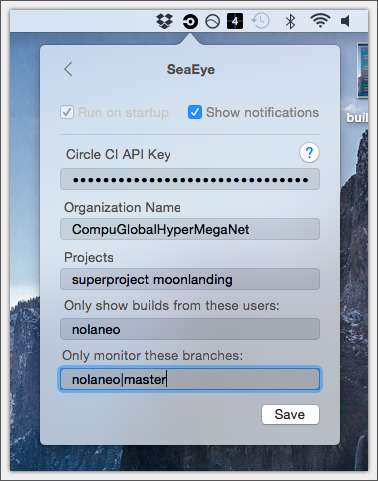 4
SeaEye
Run on startup
Show notifications
Circle CI API Key
?
••••••••••••••••••••••••••••••
Organization Name
CompuGlobalHyperMegaNet
Projects
superproject moonlanding
Only show builds from these users:
nolaneo
Only monitor these branches:
nolaneo|master
Save